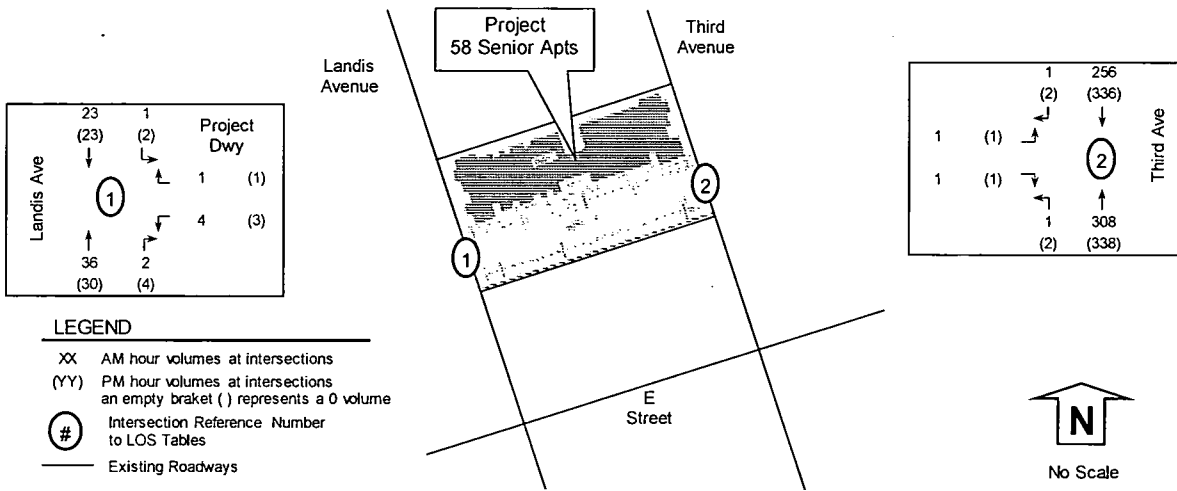 Project
58 Senior Apts
Landis
Avenue
Third
Avenue
23 1
(23) (2)
Project
Dwy
Landis Ave
1
1 (1)
4 (3)
36 2
(30) (4)
1 256
(2) (336)
1 (1)
2
Third Ave
1 (1)
1 308
(2) (338)
2
1
LEGEND
XX AM hour volumes at intersections
(YY) PM hour volumes at intersections
an empty braket ( ) represents a 0 volume
# Intersection Reference Number
to LOS Tables
Existing Roadways
E
Street
N
No Scale